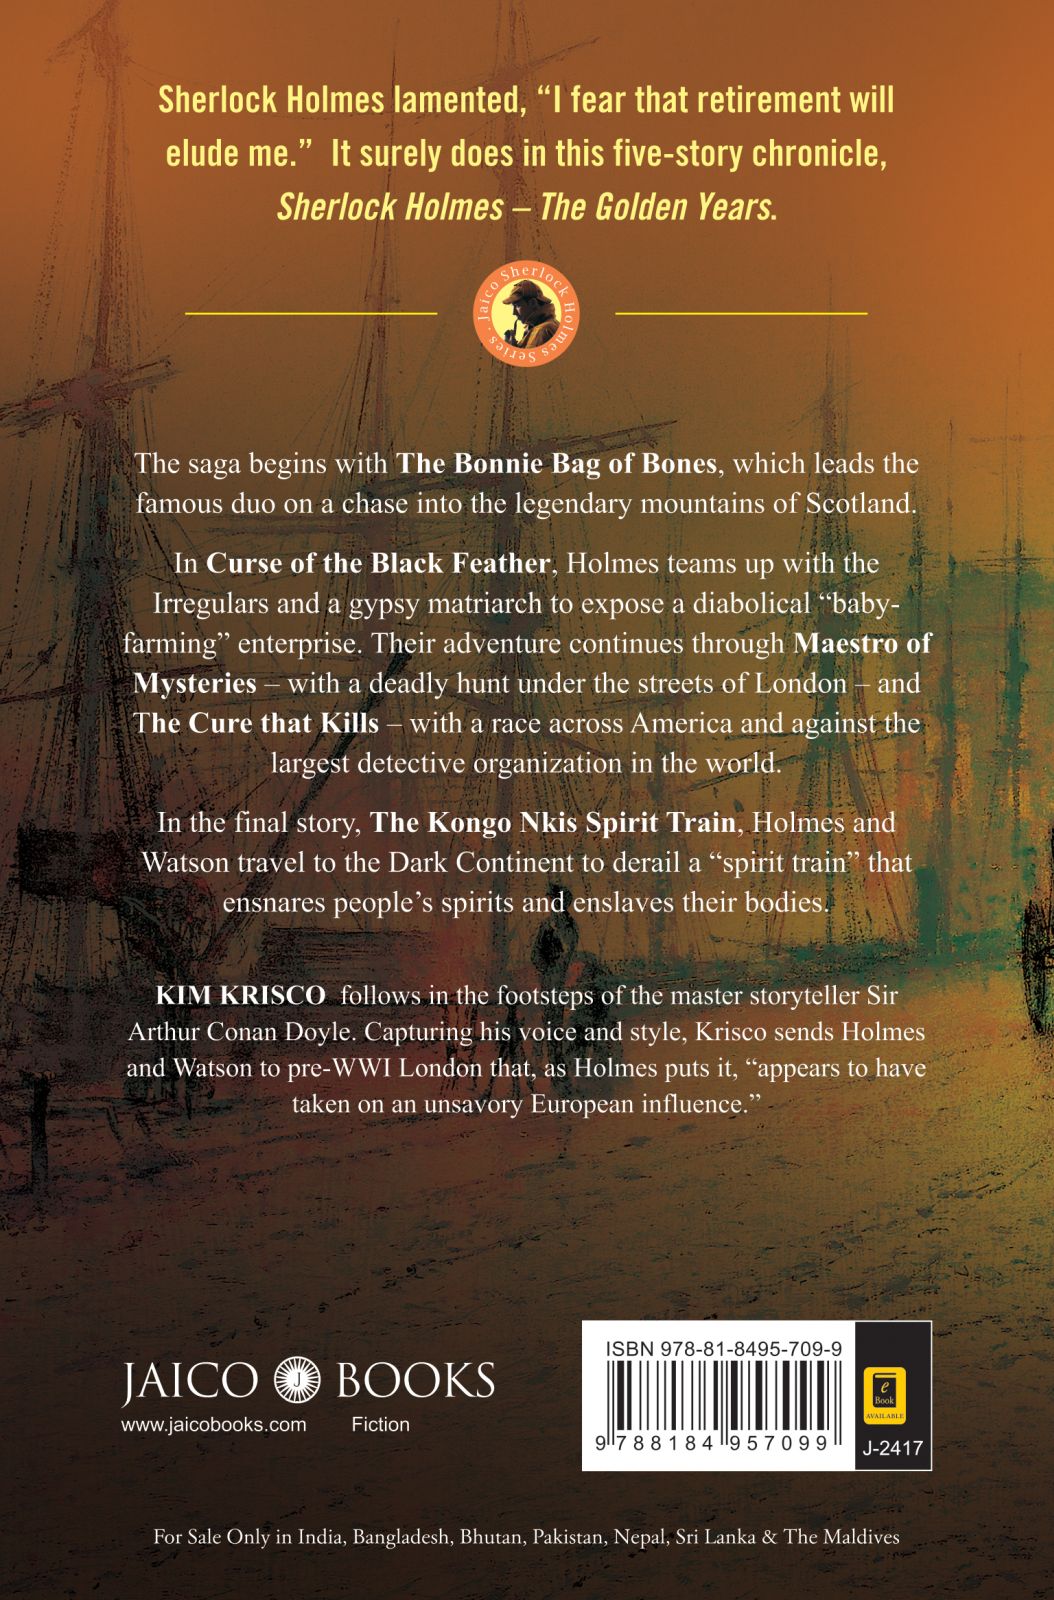 Sherlock Holmes lamented, “I fear that retirement will
elude me.”  It surely does in this five-story chronicle,
Sherlock Holmes – The Golden Years.
Jaico Sherlock Holmes Series ·
The saga begins with The Bonnie Bag of Bones, which leads the
famous duo on a chase into the legendary mountains of Scotland.
In Curse of the Black Feather, Holmes teams up with the
Irregulars and a gypsy matriarch to expose a diabolical “baby-
farming” enterprise. Their adventure continues through Maestro of
Mysteries – with a deadly hunt under the streets of London – and
The Cure that Kills – with a race across America and against the
largest detective organization in the world.
In the final story, The Kongo Nkis Spirit Train, Holmes and
Watson travel to the Dark Continent to derail a “spirit train” that
ensnares people’s spirits and enslaves their bodies.
KIM KRISCO  follows in the footsteps of the master storyteller Sir
Arthur Conan Doyle. Capturing his voice and style, Krisco sends Holmes
and Watson to pre-WWI London that, as Holmes puts it, “appears to have
taken on an unsavory European influence.”
JAICO J BOOKS
www.jaicobooks.com Fiction
ISBN 978-81-8495-709-9
9 788184 957099
e
Book
AVAILABLE
J-2417
For Sale Only in India, Bangladesh, Bhutan, Pakistan, Nepal, Sri Lanka & The Maldives